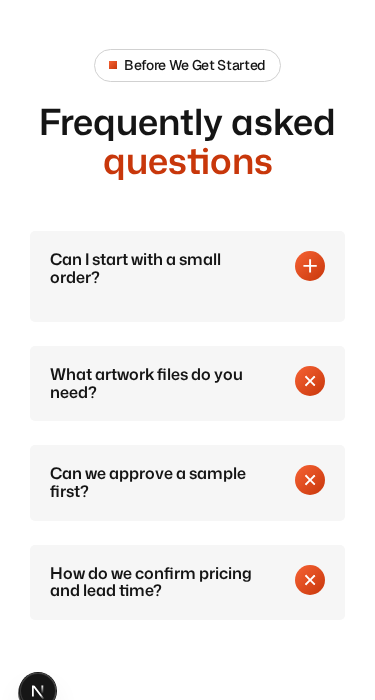 Before We Get Started
Frequently asked
questions
Can I start with a small
order?
What artwork files do you
need?
Can we approve a sample
first?
How do we confirm pricing
and lead time?
N